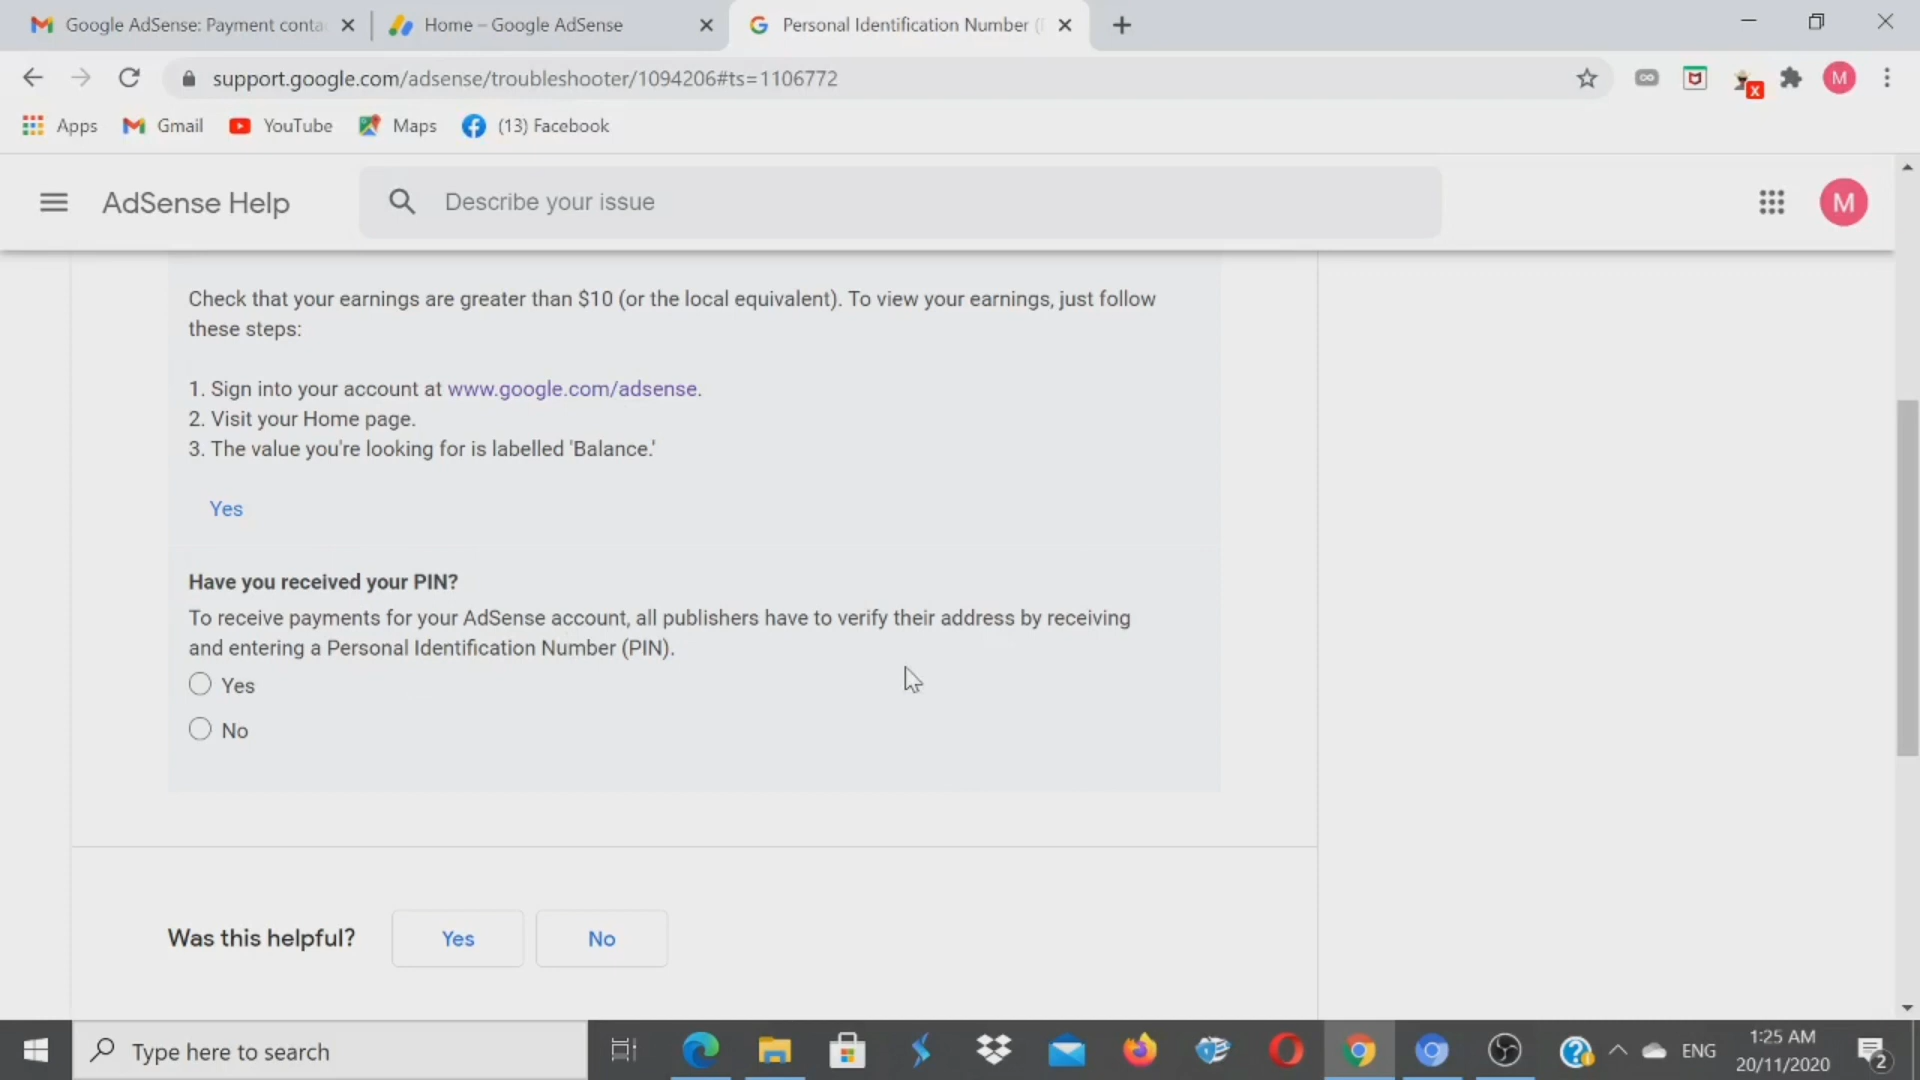 Google AdSense: Payment conta
Home – Google AdSense
Personal Identification Number (
support.google.com/adsense/troubleshooter/1094206#ts=1106772
M
Apps
Gmail
YouTube
Maps
(13) Facebook
AdSense Help
Describe your issue
M
Check that your earnings are greater than $10 (or the local equivalent). To view your earnings, just follow
these steps:
1. Sign into your account at www.google.com/adsense.
2. Visit your Home page.
3. The value you're looking for is labelled 'Balance.'
Yes
Have you received your PIN?
To receive payments for your AdSense account, all publishers have to verify their address by receiving
and entering a Personal Identification Number (PIN).
Yes
No
Was this helpful?
Yes
No
Type here to search
ENG
1:25 AM
20/11/2020
2